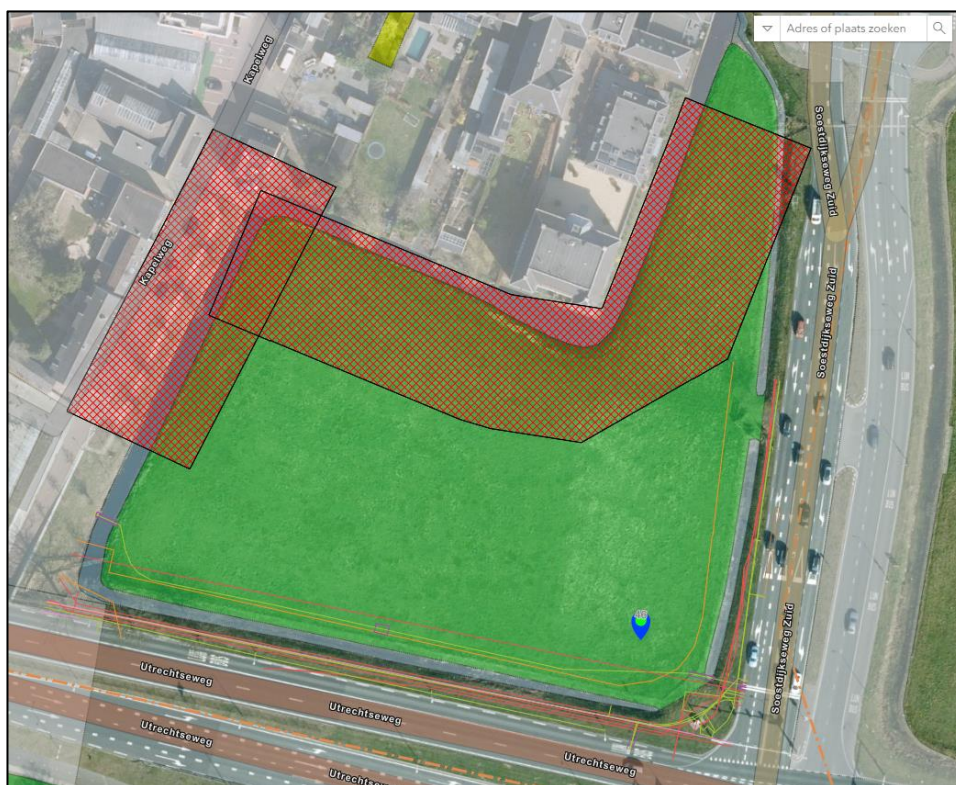 Adres of plaats zoeken
Kapelweg
Soestdijkseweg Zuid
Kapelweg
Soestdijkseweg Zuid
Soestdijkseweg Zuid
Utrechtseweg
Utrechtseweg
Utrechtseweg
Utrechtseweg